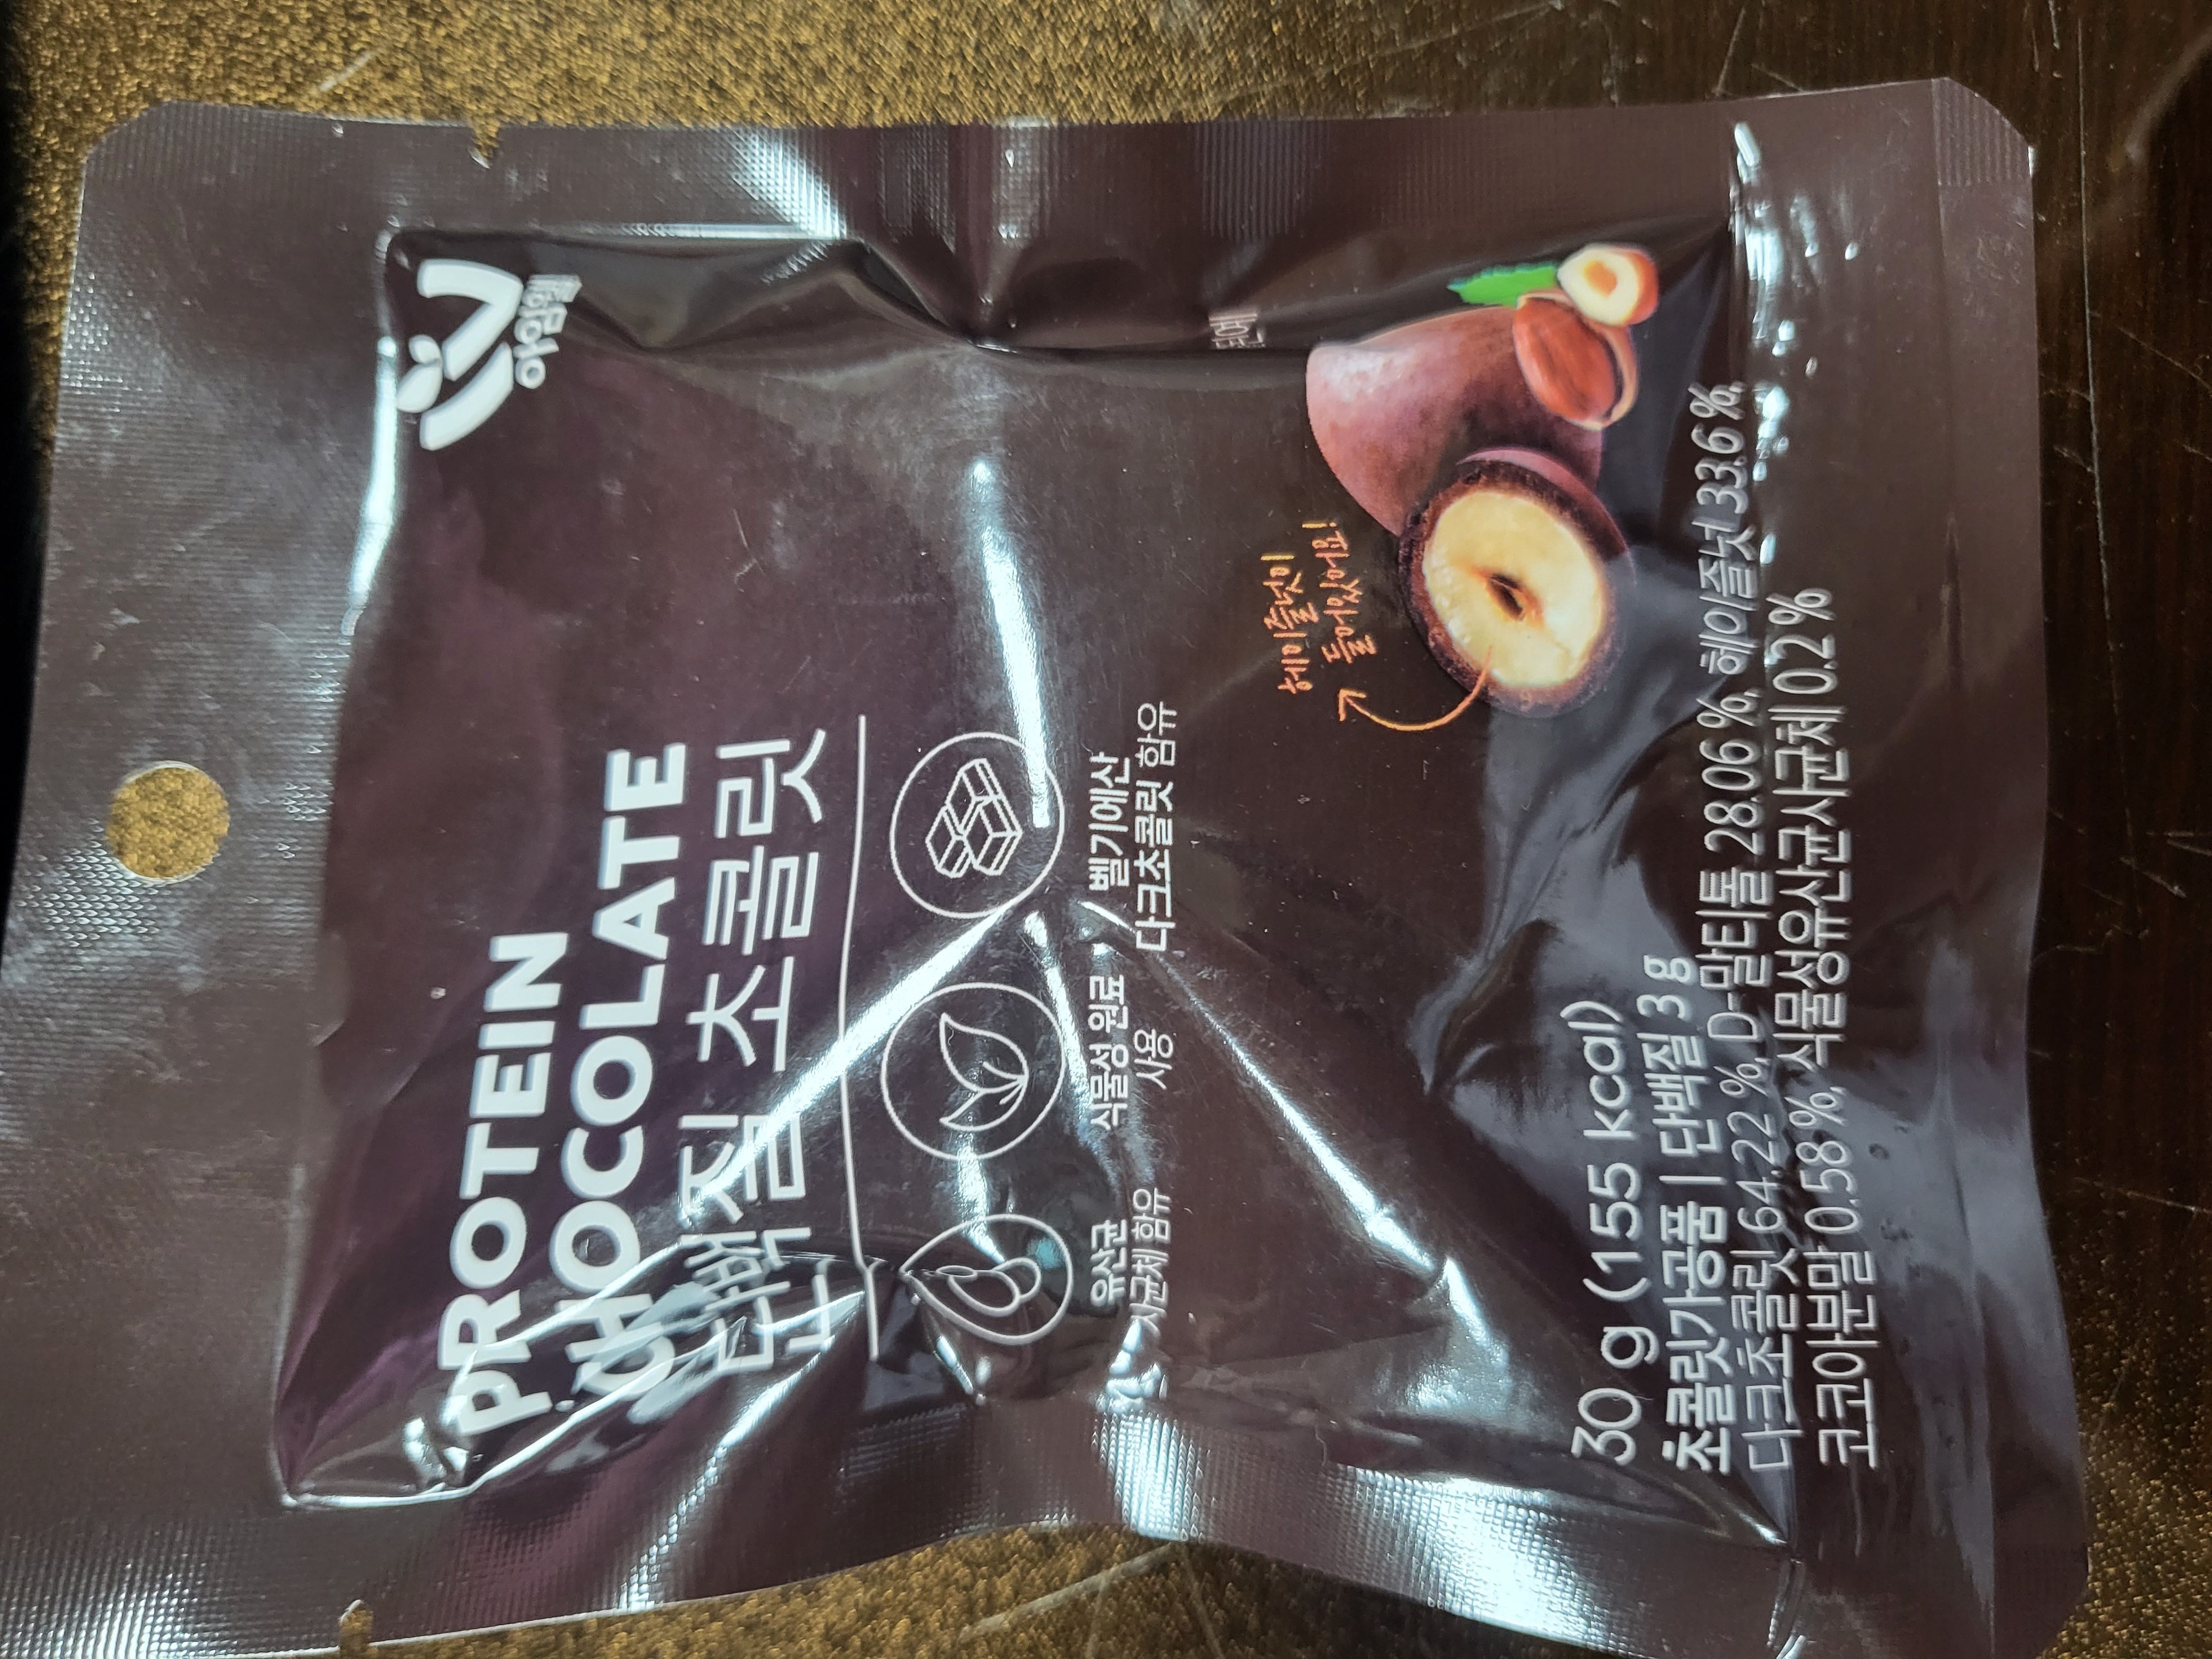 아임웰
PROTEIN
CHOCOLATE
단백질 초콜릿
유산균
사균체 함유
식물성 원료
사용
벨기에산
다크초콜릿 함유
헤이즐넛이
들어있어요!
30 g (155 kcal)
초콜릿가공품 | 단백질 3 g
다크초콜릿 64.22 %, D-말티톨 28.06 %, 헤이즐넛 33.6 %,
코코아분말 0.58 %, 식물성유산균사균체 0.2 %